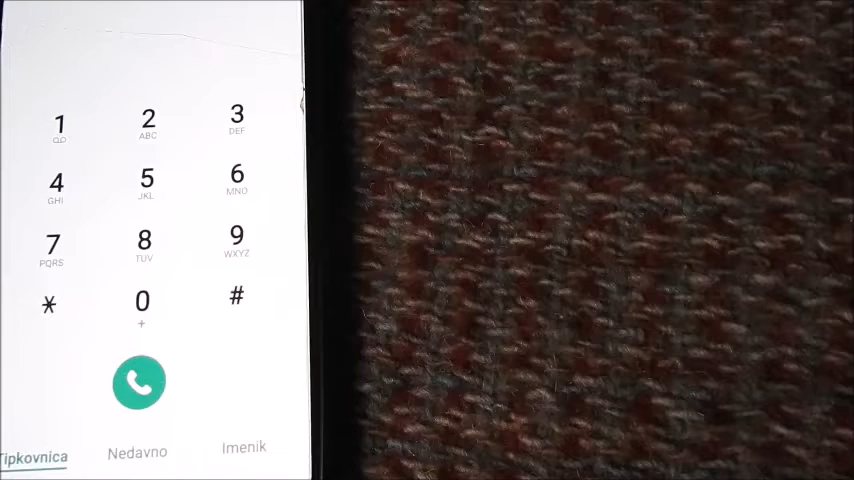 1 2 3
ABC DEF
4 5 6
GHI JKL MNO
7 8 9
PQRS TUV WXYZ
* 0 #
+
Tipkovnica Nedavno Imenik